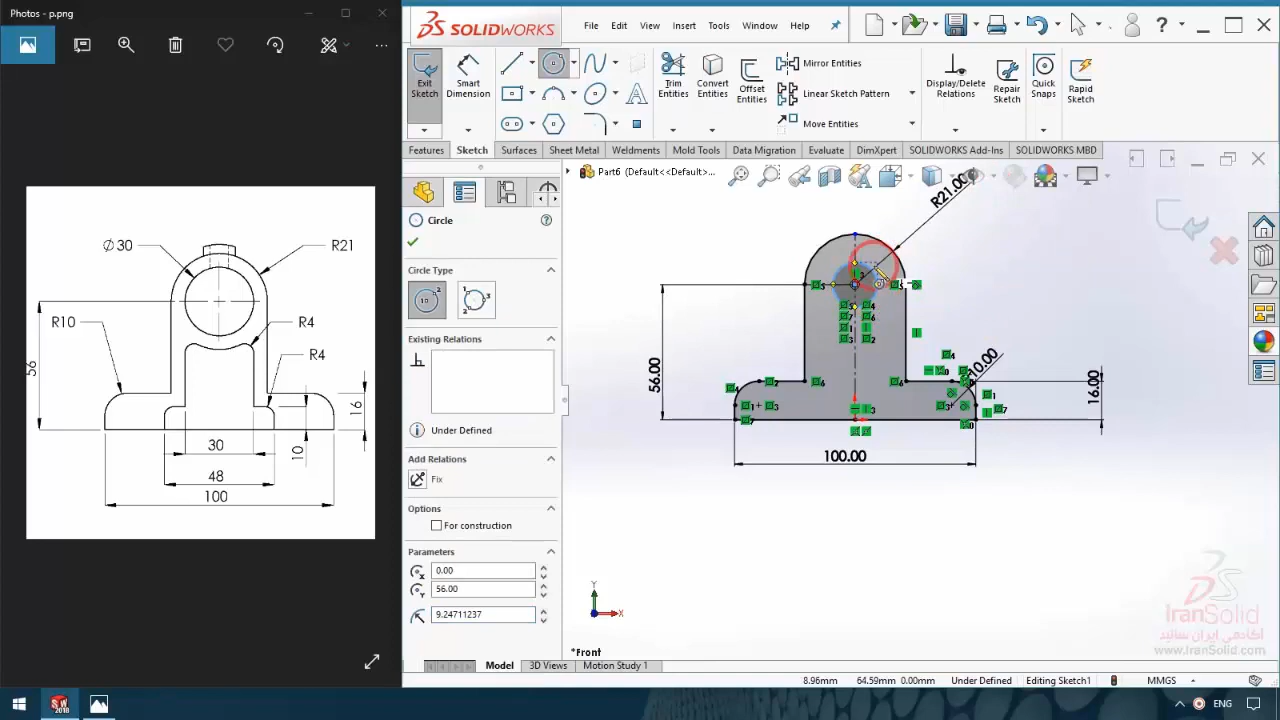 Photos - p.png
Ø30
R21
R10
R4
R4
56
16
30
10
48
100
SOLIDWORKS
File Edit View Insert Tools Window Help
Exit Sketch
Smart Dimension
Trim Entities
Convert Entities
Offset Entities
Mirror Entities
Linear Sketch Pattern
Move Entities
Display/Delete Relations
Repair Sketch
Quick Snaps
Rapid Sketch
Features Sketch Surfaces Sheet Metal Weldments Mold Tools Data Migration Evaluate DimXpert SOLIDWORKS Add-Ins SOLIDWORKS MBD
Part6 (Default<<Default>...
Circle
Circle Type
Existing Relations
Under Defined
Add Relations
Fix
Options
For construction
Parameters
0.00
56.00
9.24711237
R21.00
56.00
10.00
16.00
100.00
Y
X
*Front
IranSolid
آکادمی ایران سالید
www.IranSolid.com
Model 3D Views Motion Study 1
8.96mm 64.59mm 0.00mm Under Defined Editing Sketch1 MMGS
SW 2018
ENG